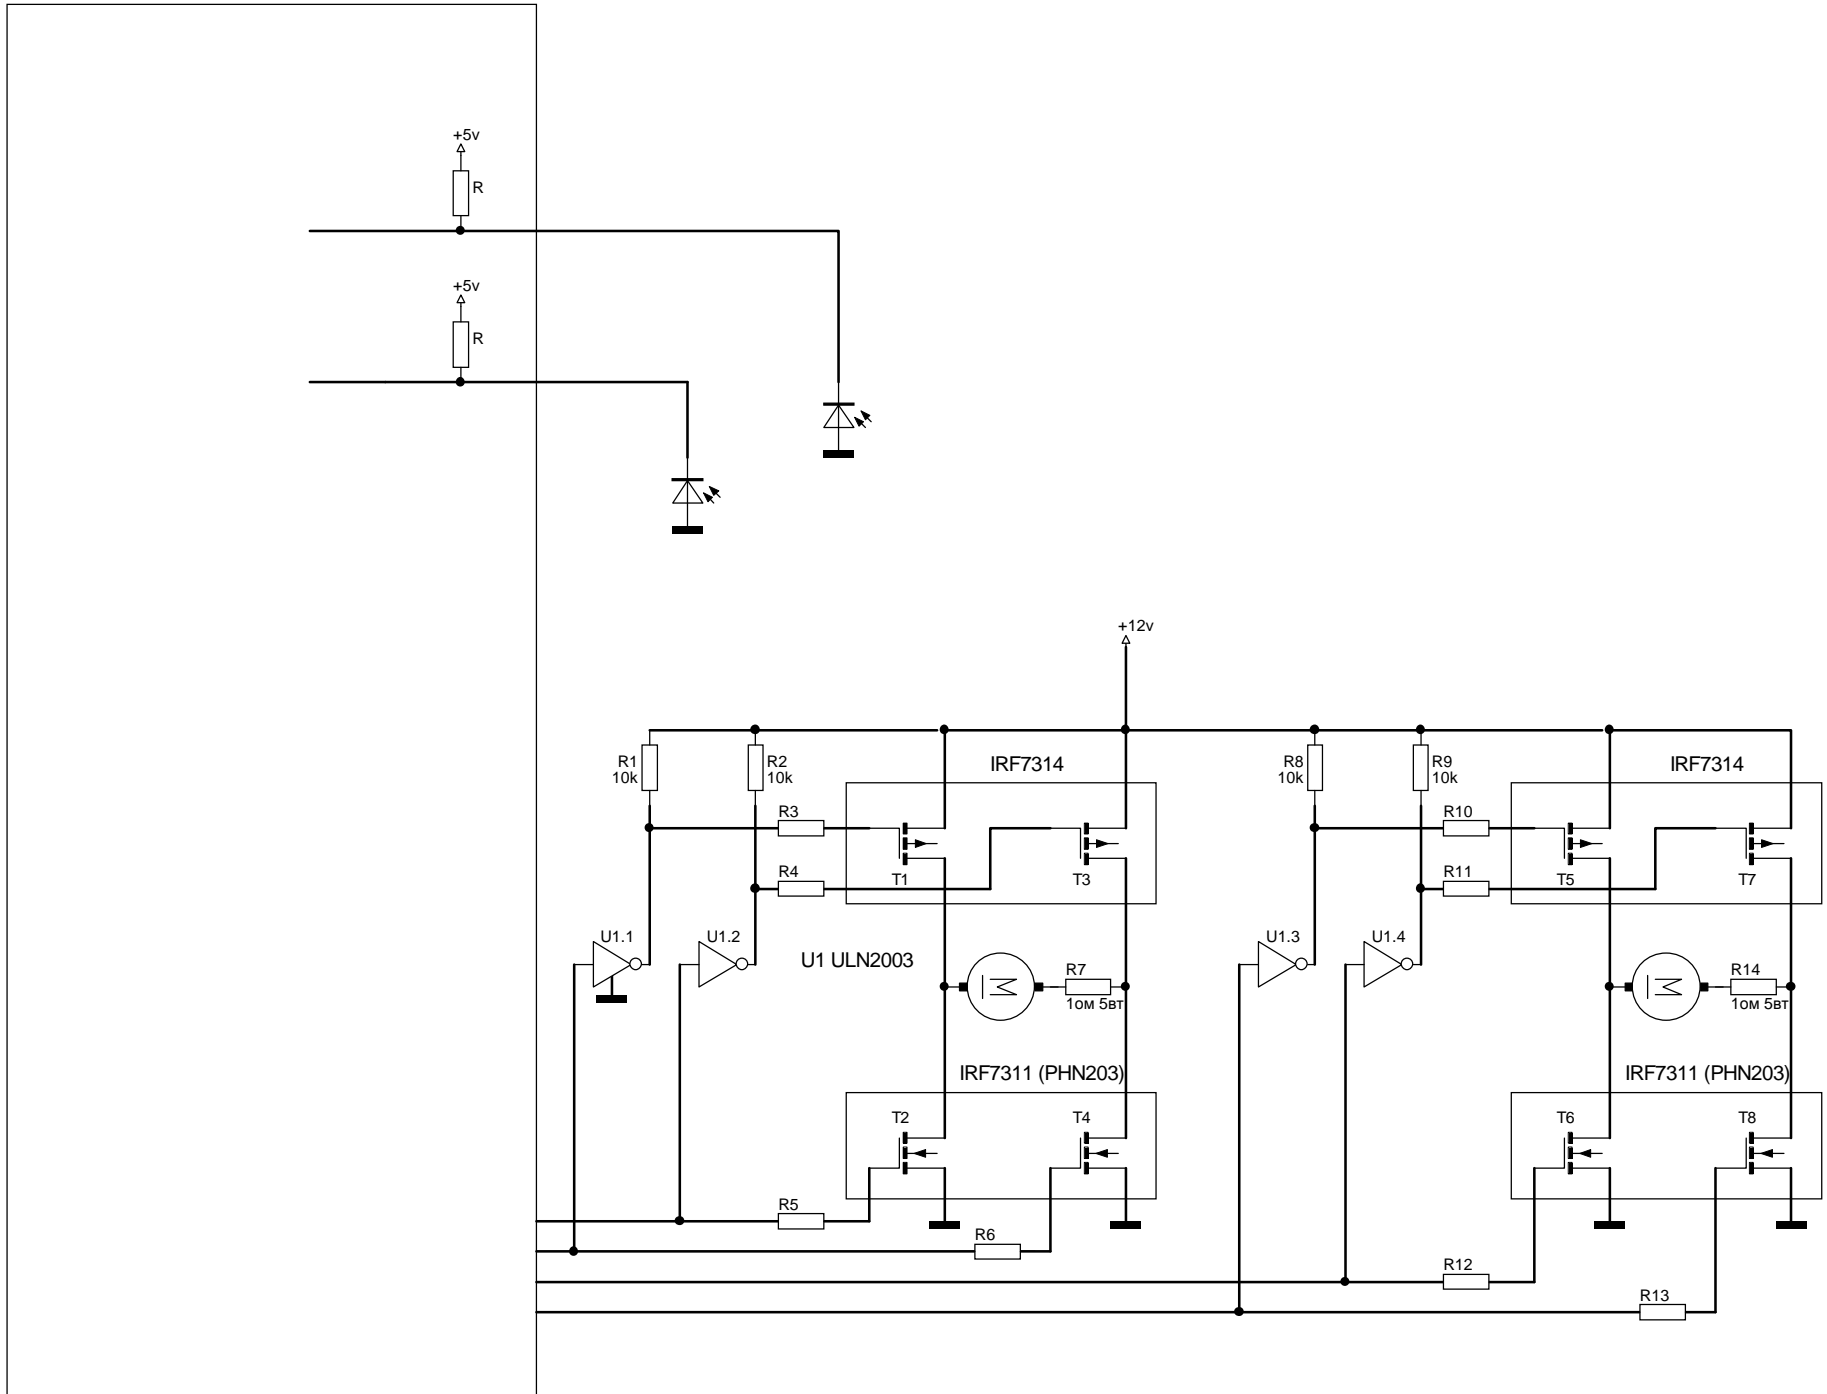 +5v
R
+5v
R
+12v
R1
10k
R2
10k
IRF7314
R8
10k
R9
10k
IRF7314
R3
R10
R4
T1
T3
R11
T5
T7
U1.1
U1.2
U1 ULN2003
U1.3
U1.4
M
R7
1ом 5вт
M
R14
1ом 5вт
IRF7311 (PHN203)
IRF7311 (PHN203)
T2
T4
T6
T8
R5
R6
R12
R13